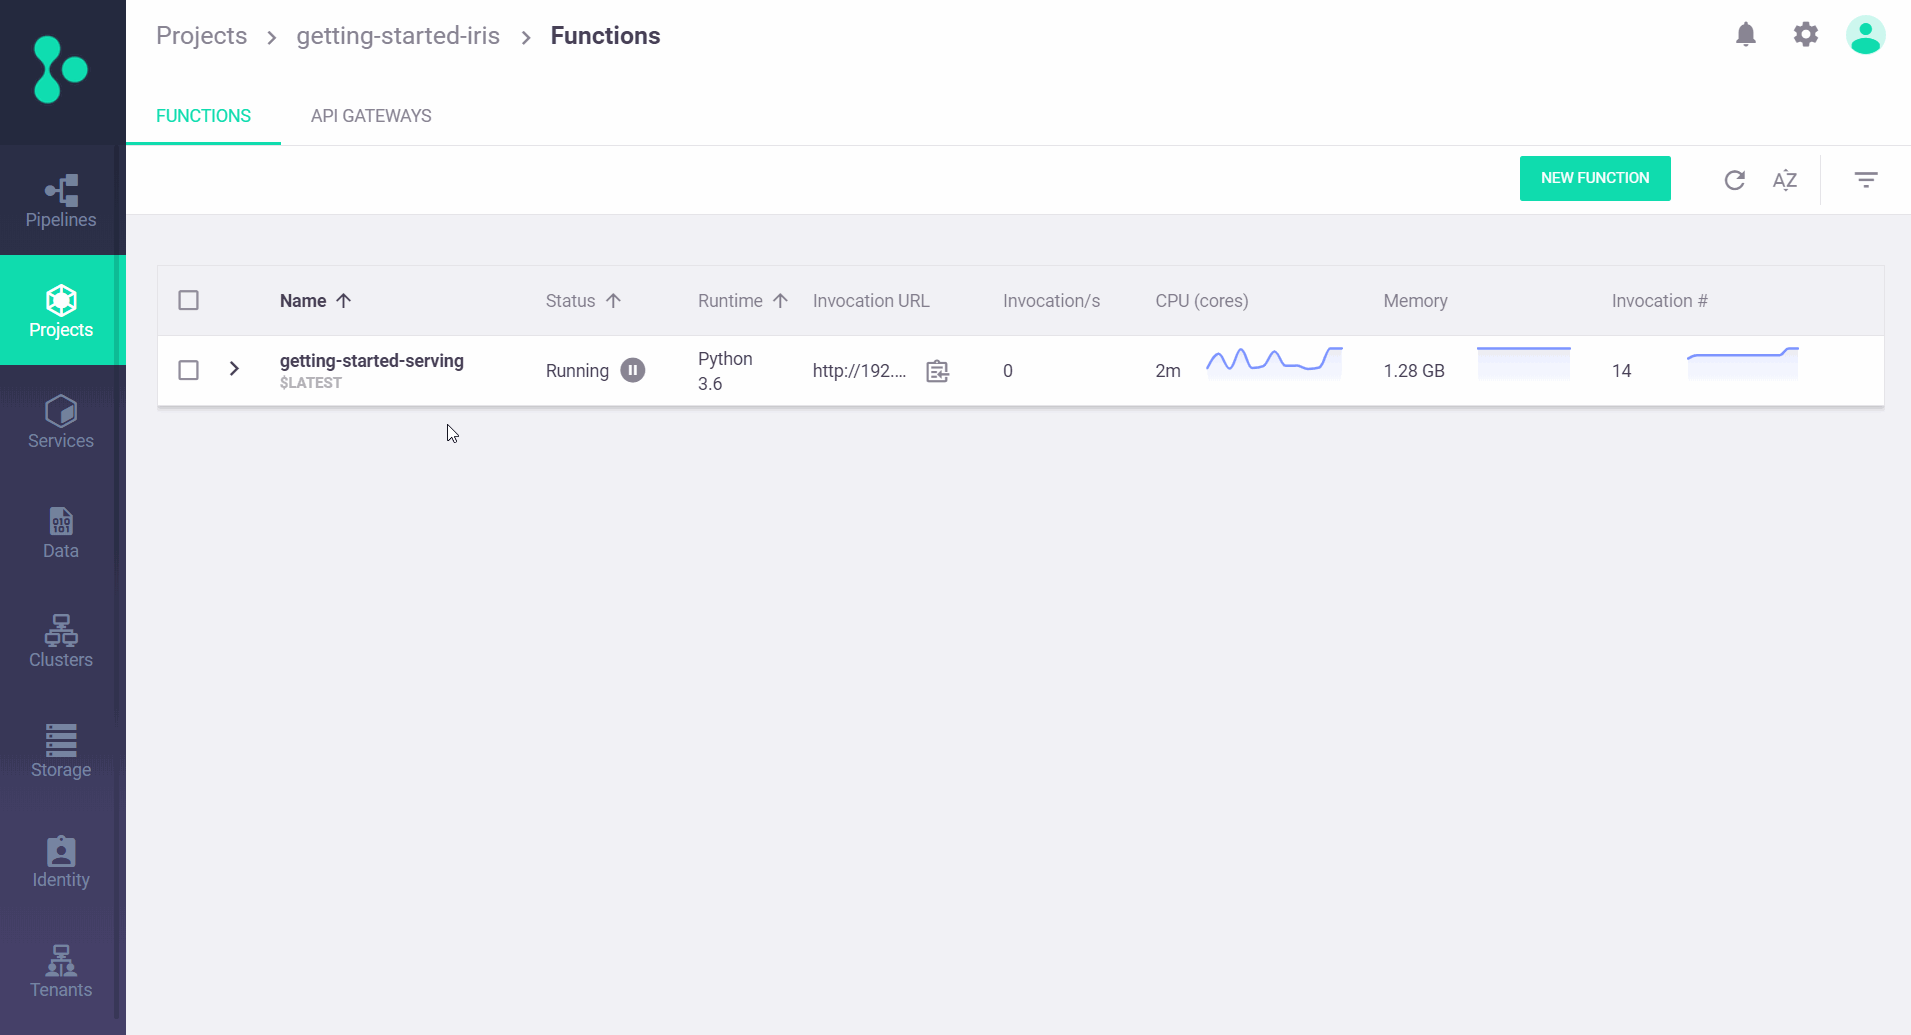 Projects > getting-started-iris > Functions
FUNCTIONS API GATEWAYS
NEW FUNCTION AZ
Name Status Runtime Invocation URL Invocation/s CPU (cores) Memory Invocation #
getting-started-serving
$LATEST
Running
Python
3.6
http://192.... 0 2m 1.28 GB 14
Pipelines
Projects
Services
010
101
Data
Clusters
Storage
Identity
Tenants